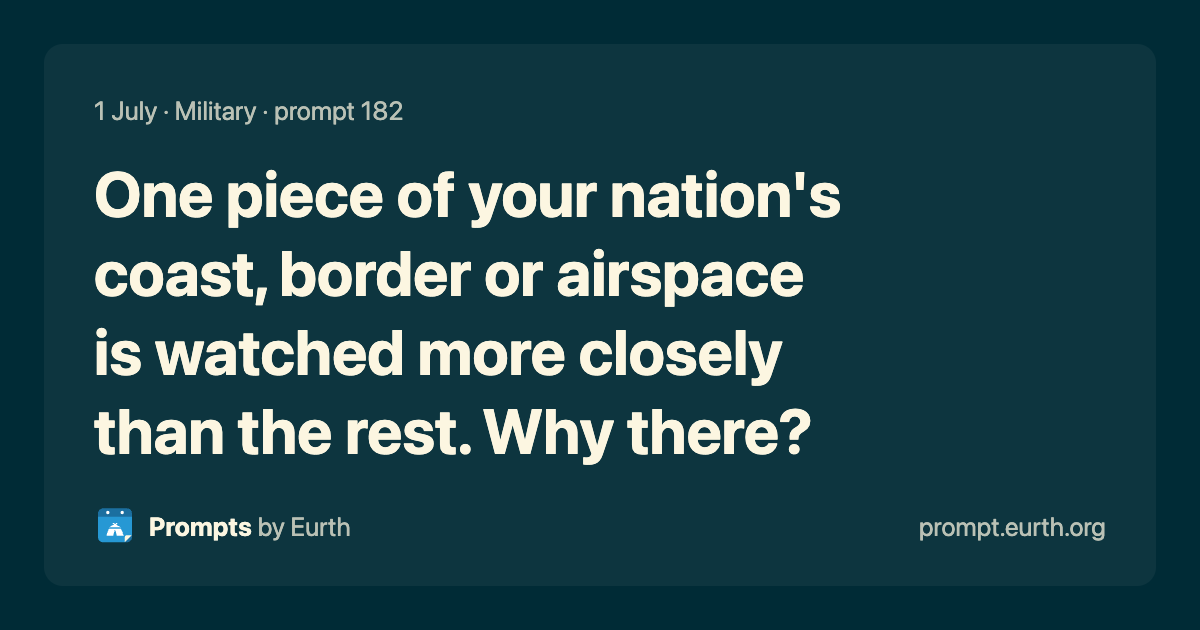 1 July · Military · prompt 182
One piece of your nation's
coast, border or airspace
is watched more closely
than the rest. Why there?
Prompts by Eurth
prompt.eurth.org